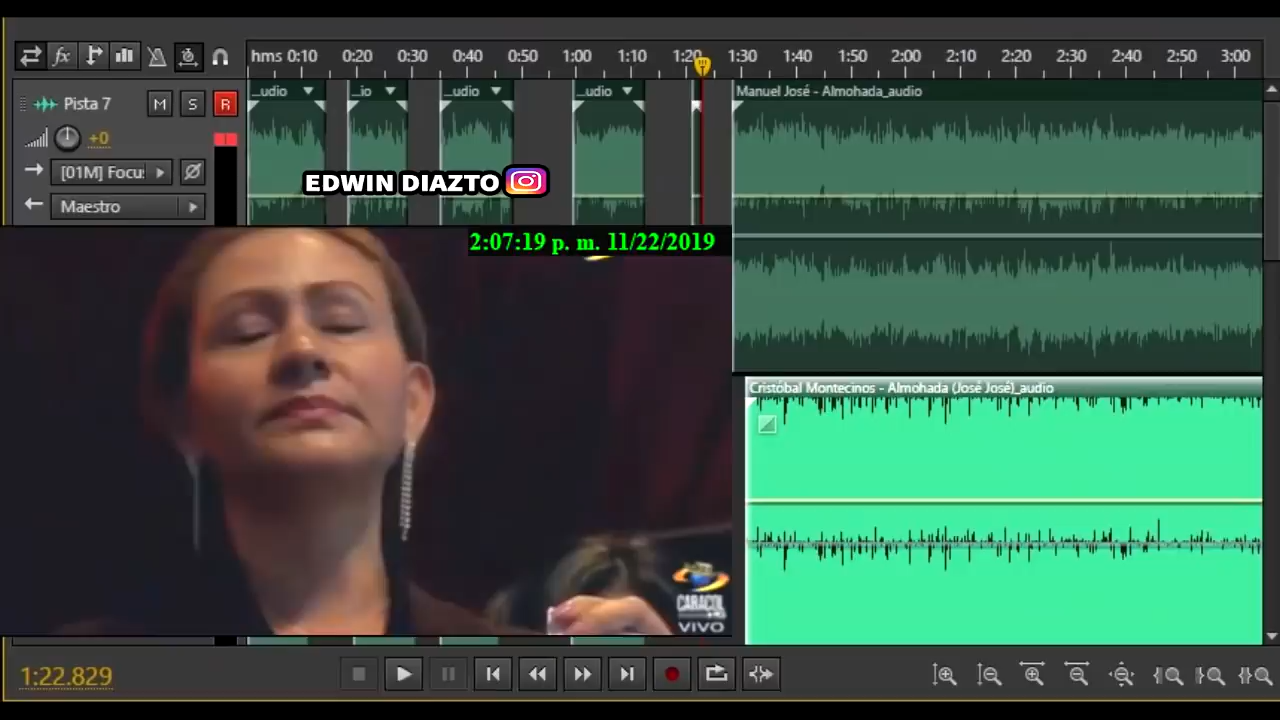 hms 0:10 0:20 0:30 0:40 0:50 1:00 1:10 1:20 1:30 1:40 1:50 2:00 2:10 2:20 2:30 2:40 2:50 3:00
fx
Pista 7 M S R
_udio _io _udio _udio Manuel José - Almohada_audio
+0
[01M] Focu:
EDWIN DIAZTO
Maestro
2:07:19 p. m. 11/22/2019
Cristóbal Montecinos - Almohada (José José)_audio
CARACOL
VIVO
1:22.829